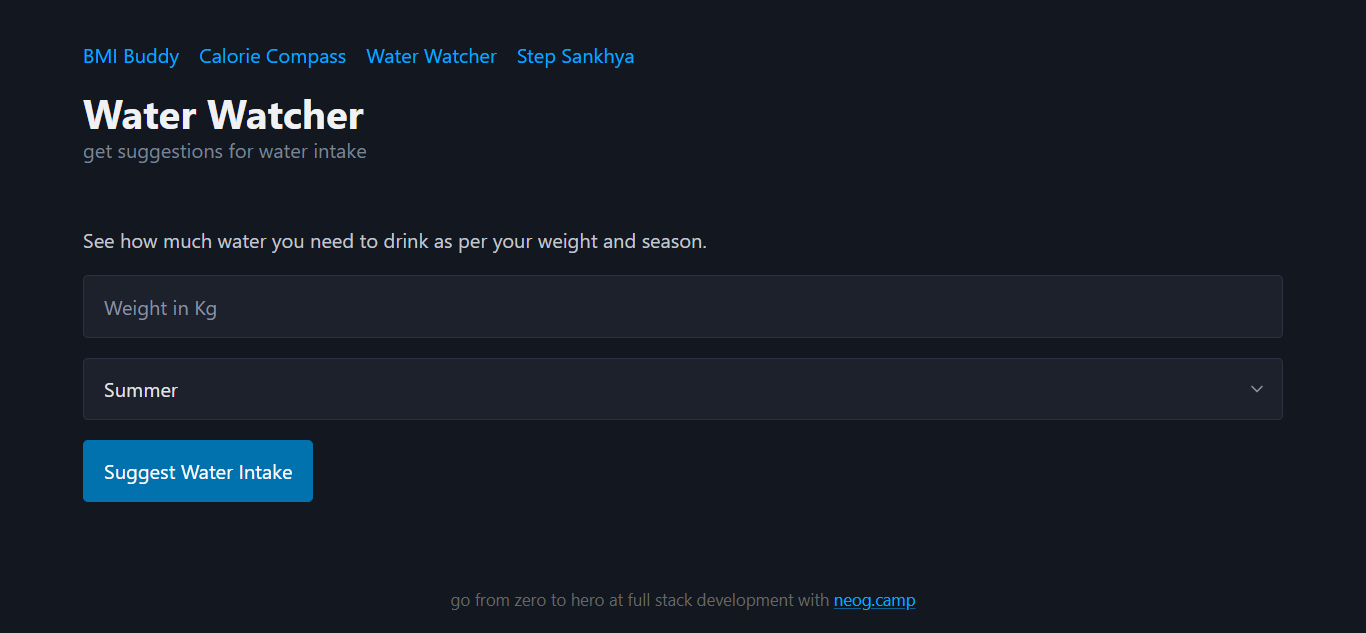 BMI Buddy Calorie Compass Water Watcher Step Sankhya
Water Watcher
get suggestions for water intake
See how much water you need to drink as per your weight and season.
Weight in Kg
Summer
Suggest Water Intake
go from zero to hero at full stack development with neog.camp